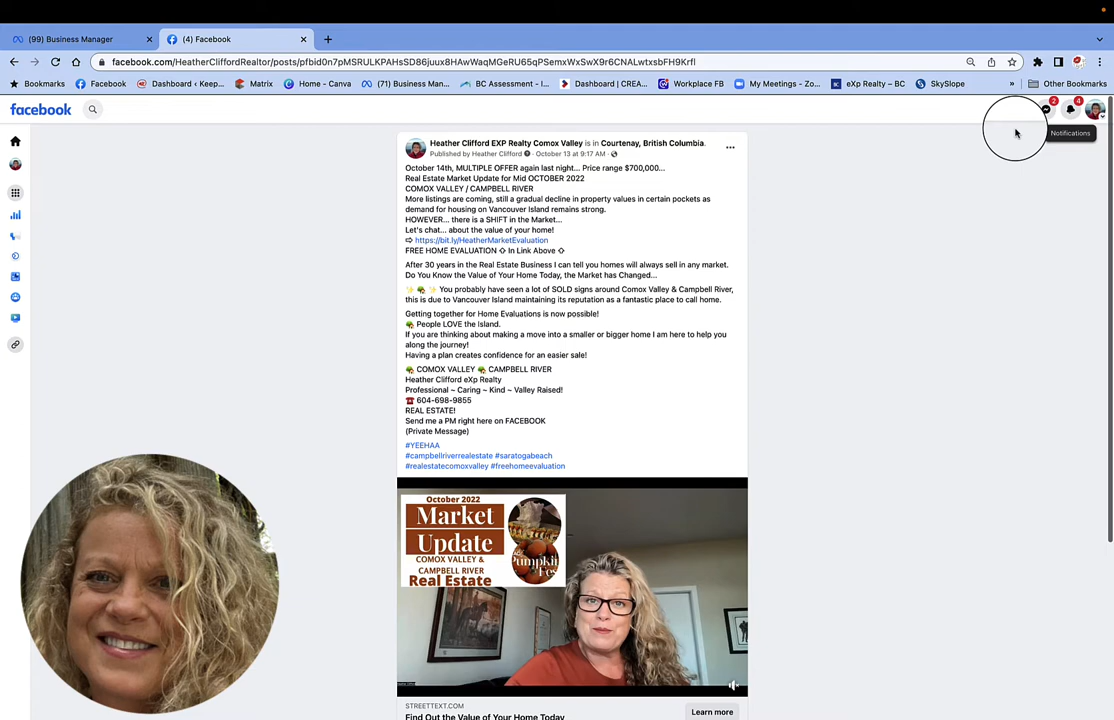 (99) Business Manager
(4) Facebook
facebook.com/HeatherCliffordRealtor/posts/pfbid0n7pMSRULKPAHsSD86juux8HAwWaqMGeRU65qPSemxWxSwX9r6CNALwtxsbFH9Krfl
Bookmarks
Facebook
Dashboard ‹ Keep...
Matrix
Home - Canva
(71) Business Man...
BC Assessment - I...
Dashboard | CREA...
Workplace FB
My Meetings - Zo...
eXp Realty – BC
SkySlope
»
Other Bookmarks
facebook
2
4
Notifications
Heather Clifford EXP Realty Comox Valley is in Courtenay, British Columbia.
Published by Heather Clifford · October 13 at 9:17 AM ·
October 14th, MULTIPLE OFFER again last night... Price range $700,000...
Real Estate Market Update for Mid OCTOBER 2022
COMOX VALLEY / CAMPBELL RIVER
More listings are coming, still a gradual decline in property values in certain pockets as
demand for housing on Vancouver Island remains strong.
HOWEVER... there is a SHIFT in the Market...
Let's chat... about the value of your home!
⇨ https://bit.ly/HeatherMarketEvaluation
FREE HOME EVALUATION ⟡ In Link Above ⟡
After 30 years in the Real Estate Business I can tell you homes will always sell in any market.
Do You Know the Value of Your Home Today, the Market has Changed...
✨ 🏡 ✨ You probably have seen a lot of SOLD signs around Comox Valley & Campbell River,
this is due to Vancouver Island maintaining its reputation as a fantastic place to call home.
Getting together for Home Evaluations is now possible!
🏡 People LOVE the Island.
If you are thinking about making a move into a smaller or bigger home I am here to help you
along the journey!
Having a plan creates confidence for an easier sale!
🏡 COMOX VALLEY 🏡 CAMPBELL RIVER
Heather Clifford eXp Realty
Professional ~ Caring ~ Kind ~ Valley Raised!
☎️ 604-698-9855
REAL ESTATE!
Send me a PM right here on FACEBOOK
(Private Message)
#YEEHAA
#campbellriverrealestate #saratogabeach
#realestatecomoxvalley #freehomeevaluation
October 2022
Market
Update
COMOX VALLEY &
CAMPBELL RIVER
Real Estate
Pumpkin
Fes
STREETTEXT.COM
Find Out the Value of Your Home Today
Learn more